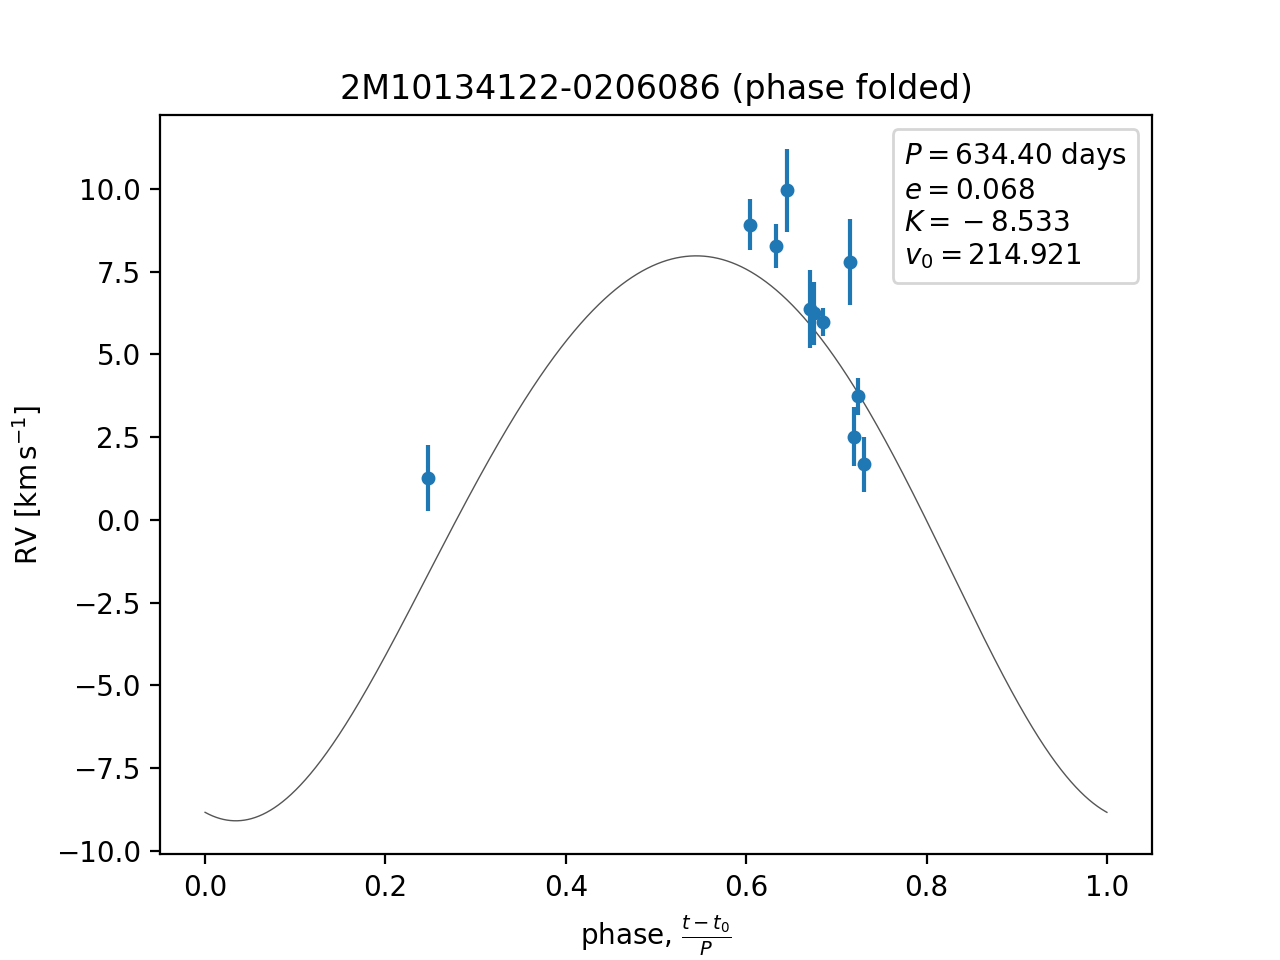 2M10134122-0206086 (phase folded)
P = 634.40 days
e = 0.068
K = −8.533
v₀ = 214.921
RV [km s⁻¹]
10.0
7.5
5.0
2.5
0.0
−2.5
−5.0
−7.5
−10.0
0.0 0.2 0.4 0.6 0.8 1.0
phase, (t − t₀)/P